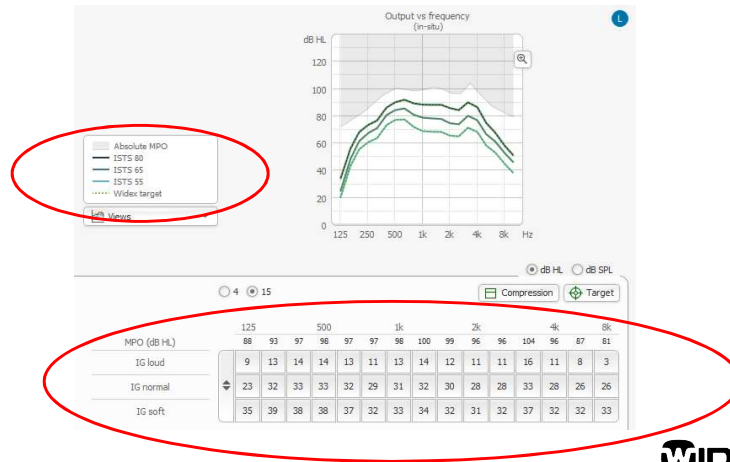 Output vs frequency
(in-situ)
L
dB HL
120
100
80
60
40
20
0
125 250 500 1k 2k 4k 8k Hz
Absolute MPO
ISTS 80
ISTS 65
ISTS 55
Widex target
Views
dB HL dB SPL
4 15
Compression Target
125 500 1k 2k 4k 8k
MPO (dB HL) 88 93 97 98 97 97 98 100 99 96 96 104 96 87 81
IG loud 9 13 14 14 13 11 13 14 12 11 11 16 11 8 3
IG normal 23 32 33 33 32 29 31 32 30 28 28 33 28 26 26
IG soft 35 39 38 38 37 32 33 34 32 31 32 37 32 32 33